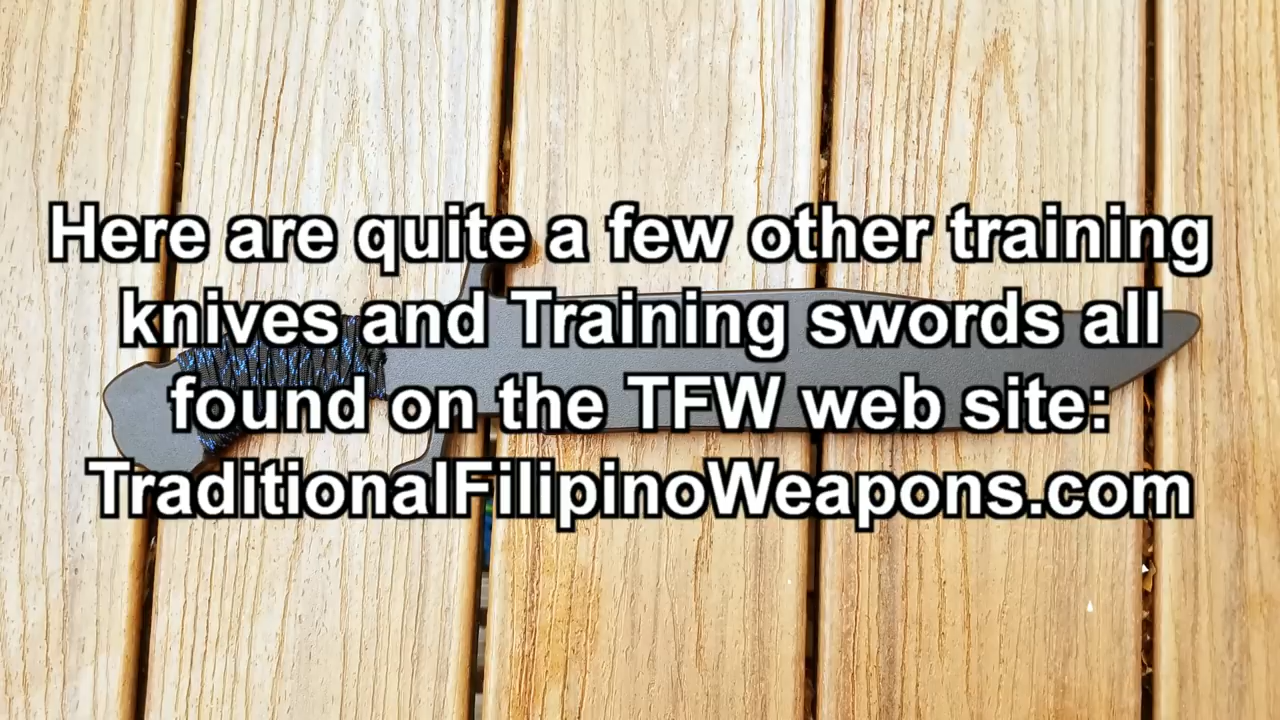 Here are quite a few other training
knives and Training swords all
found on the TFW web site:
TraditionalFilipinoWeapons.com